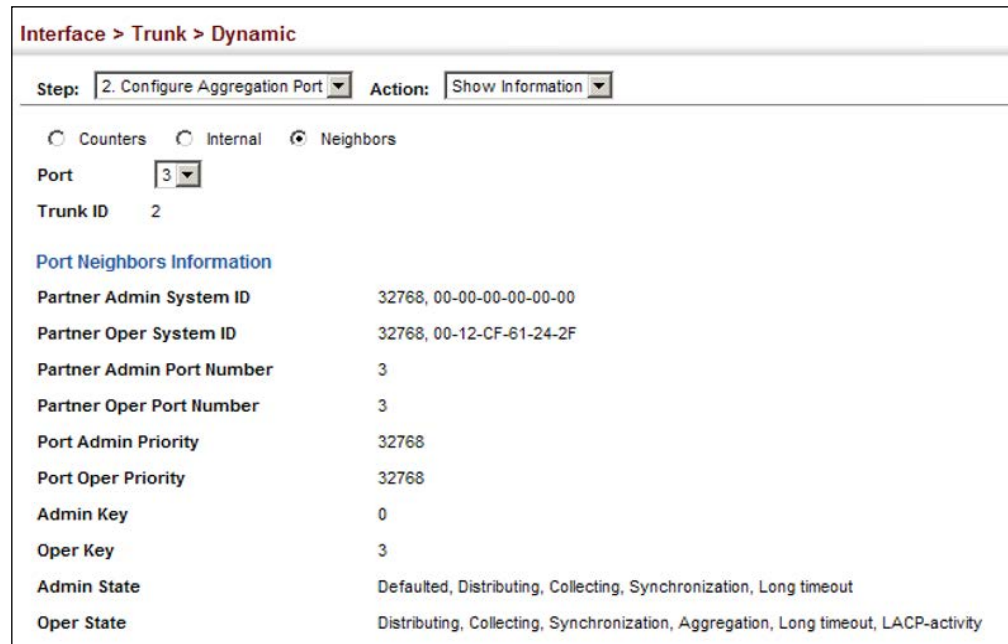 Interface > Trunk > Dynamic
Step: 2. Configure Aggregation Port Action: Show Information
Counters Internal Neighbors
Port 3
Trunk ID 2
Port Neighbors Information
Partner Admin System ID 32768, 00-00-00-00-00-00
Partner Oper System ID 32768, 00-12-CF-61-24-2F
Partner Admin Port Number 3
Partner Oper Port Number 3
Port Admin Priority 32768
Port Oper Priority 32768
Admin Key 0
Oper Key 3
Admin State Defaulted, Distributing, Collecting, Synchronization, Long timeout
Oper State Distributing, Collecting, Synchronization, Aggregation, Long timeout, LACP-activity